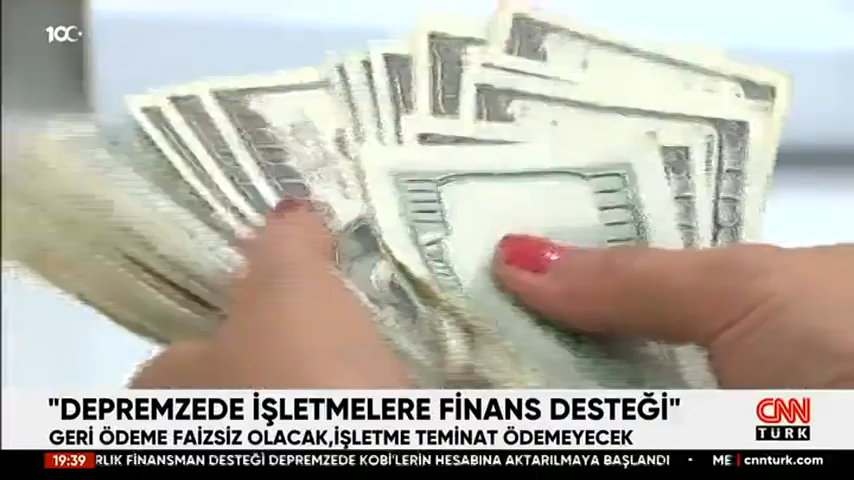 100
"DEPREMZEDE İŞLETMELERE FİNANS DESTEĞİ"
GERİ ÖDEME FAİZSİZ OLACAK,İŞLETME TEMİNAT ÖDEMEYECEK
CNN
TÜRK
19:39 RLIK FİNANSMAN DESTEĞİ DEPREMZEDE KOBİ'LERİN HESABINA AKTARILMAYA BAŞLANDI • ME cnnturk.com